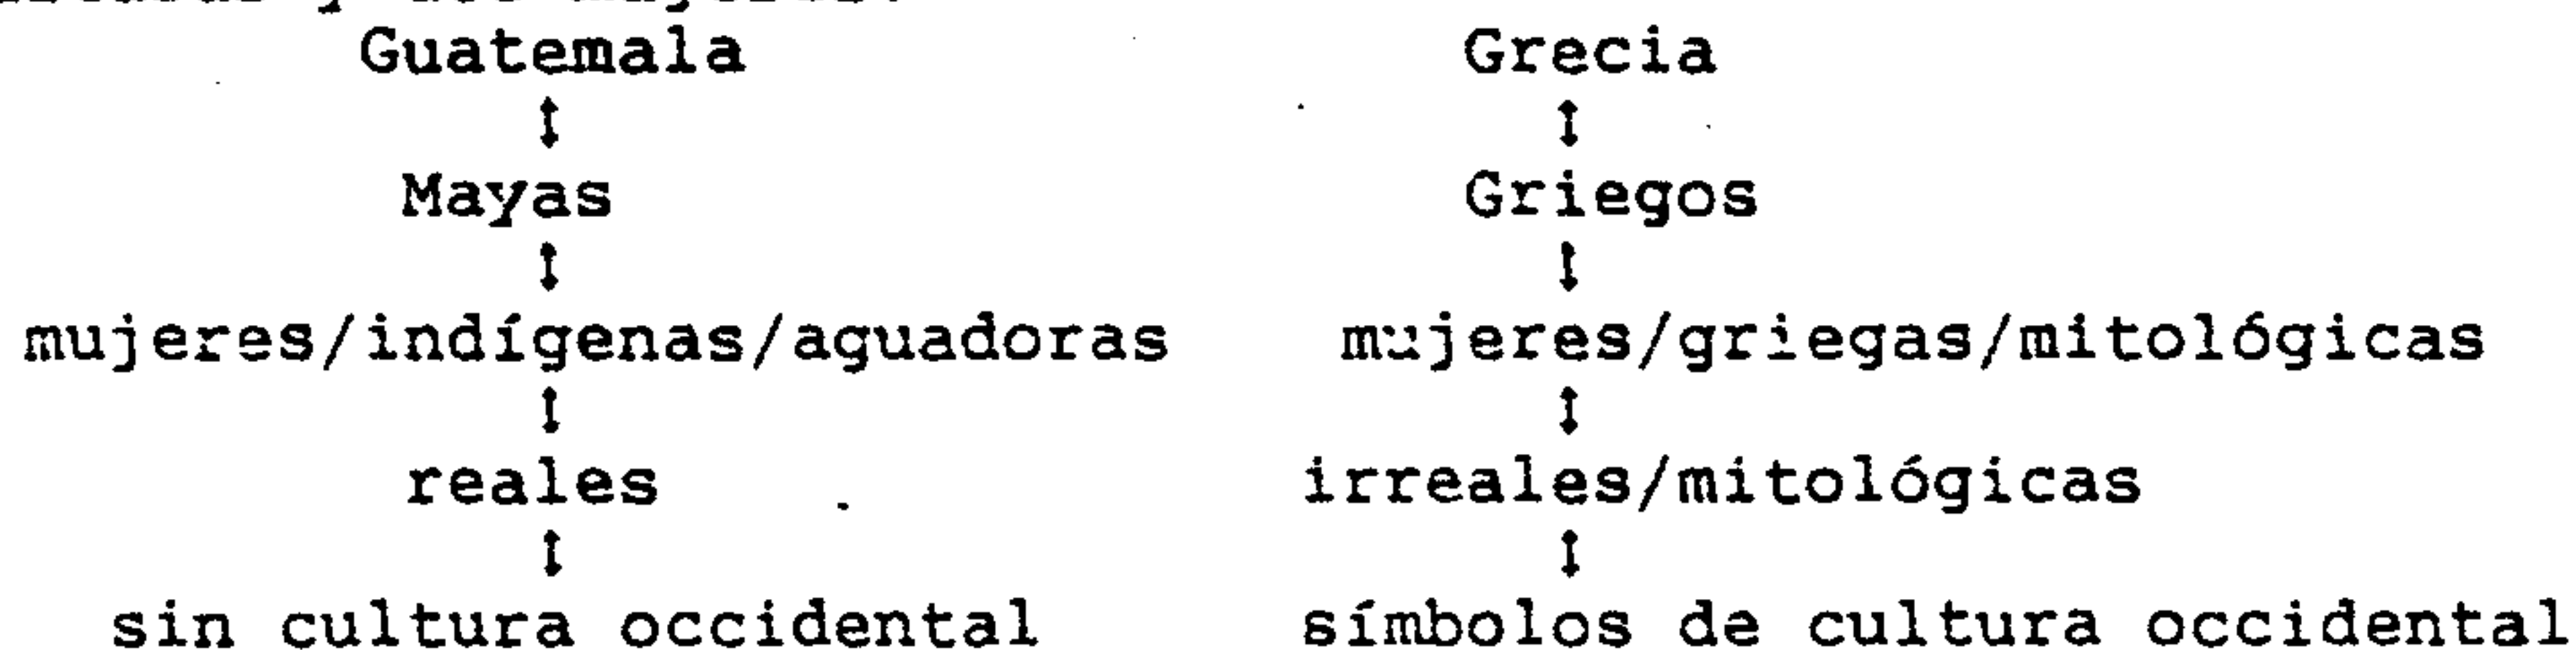 Guatemala Grecia
↕ ↕
Mayas Griegos
↕ ↕
mujeres/indígenas/aguadoras mujeres/griegas/mitológicas
↕ ↕
reales irreales/mitológicas
↕ ↕
sin cultura occidental símbolos de cultura occidental